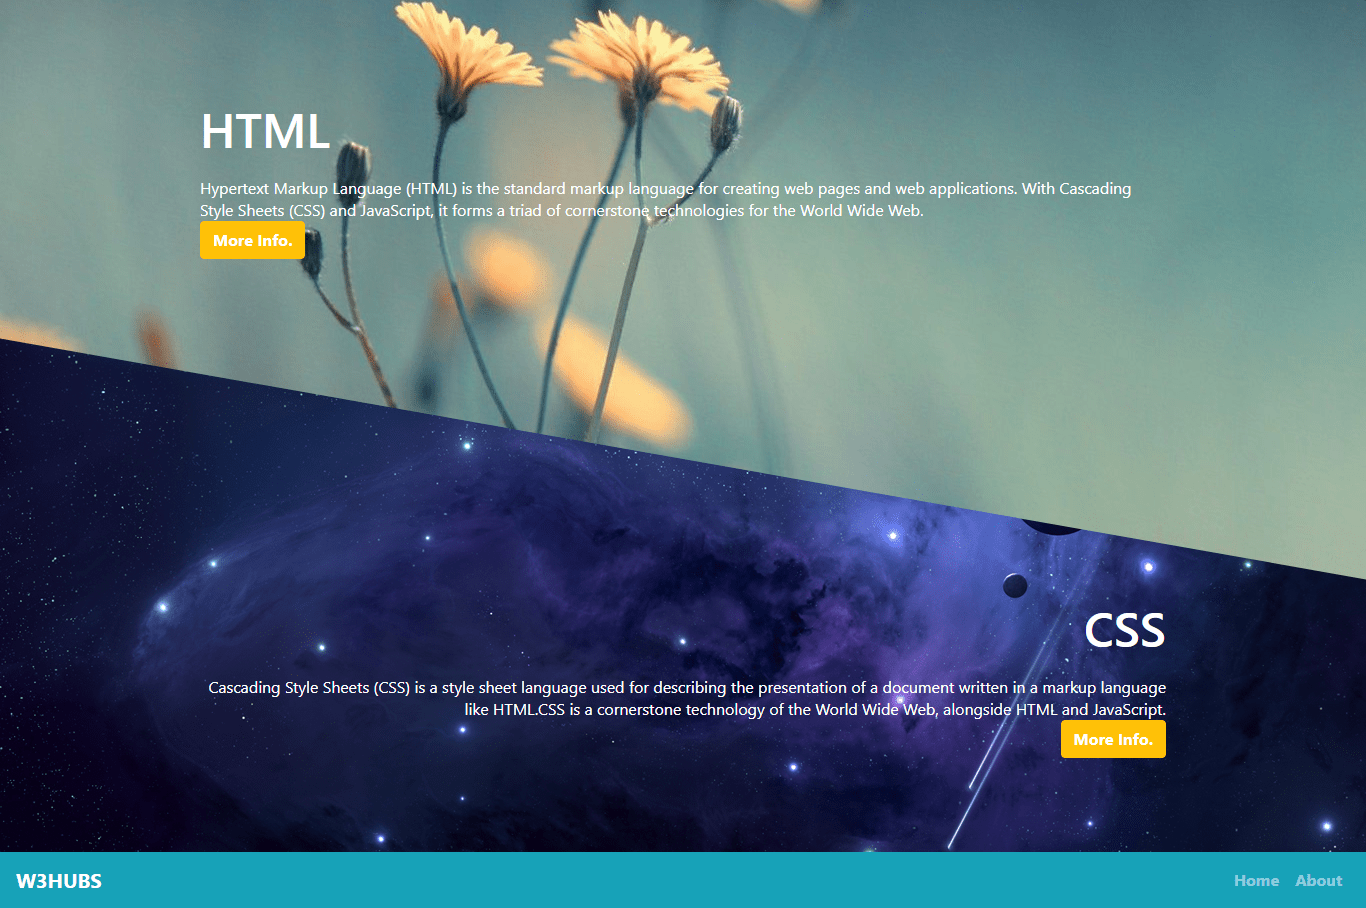 HTML
Hypertext Markup Language (HTML) is the standard markup language for creating web pages and web applications. With Cascading
Style Sheets (CSS) and JavaScript, it forms a triad of cornerstone technologies for the World Wide Web.
More Info.
CSS
Cascading Style Sheets (CSS) is a style sheet language used for describing the presentation of a document written in a markup language
like HTML.CSS is a cornerstone technology of the World Wide Web, alongside HTML and JavaScript.
More Info.
W3HUBS
Home About